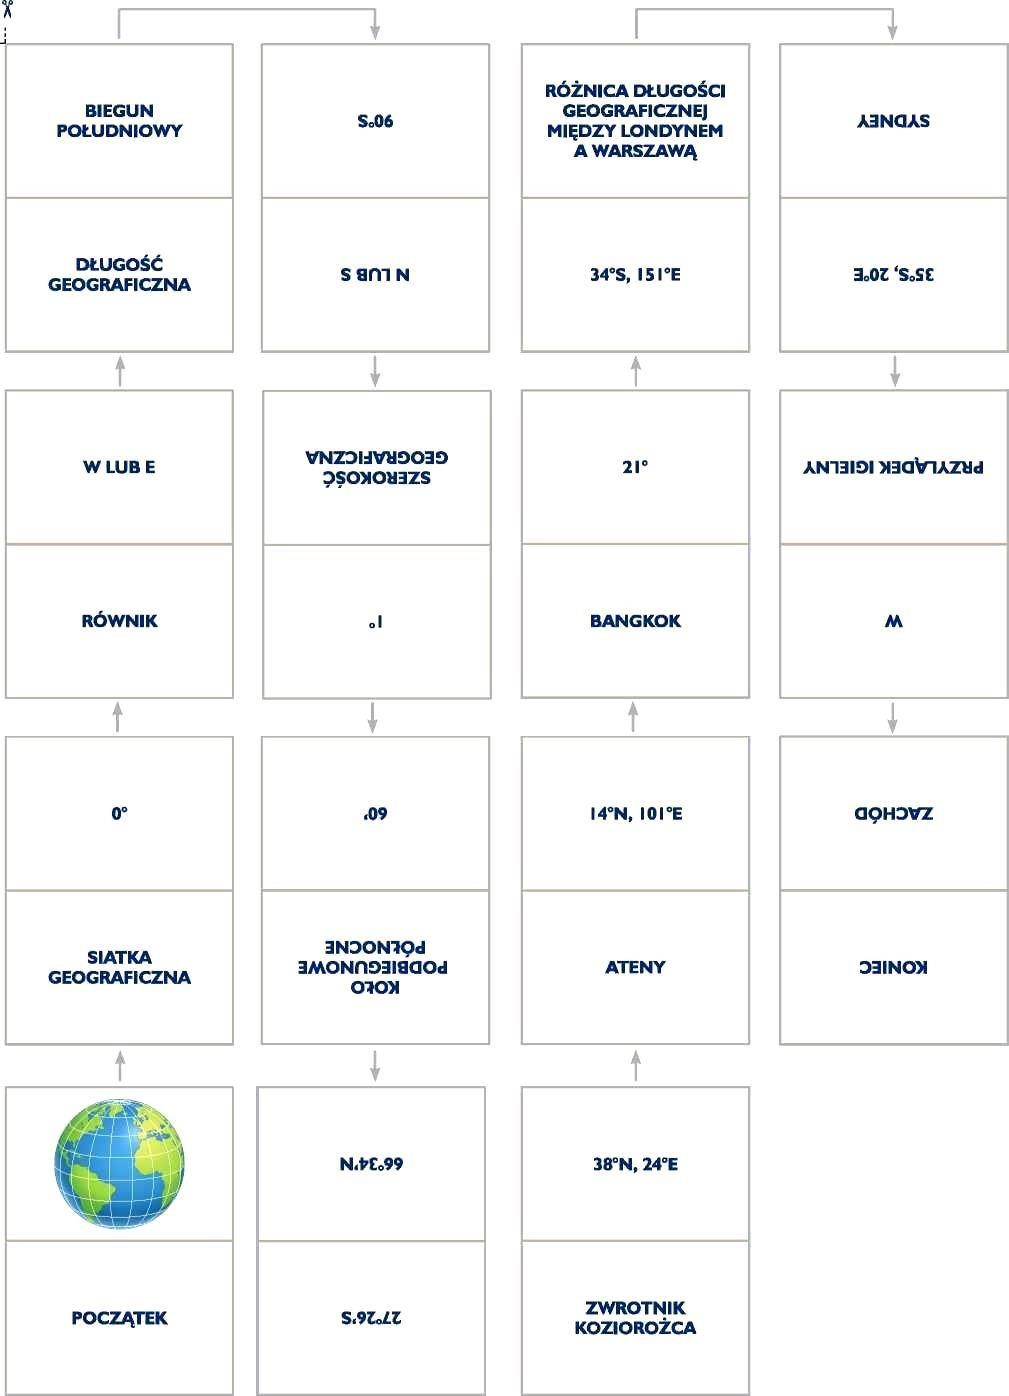 BIEGUN
POŁUDNIOWY
DŁUGOŚĆ
GEOGRAFICZNA
W LUB E
RÓWNIK
0°
SIATKA
GEOGRAFICZNA
POCZĄTEK
90°S
N LUB S
SZEROKOŚĆ
GEOGRAFICZNA
1°
60'
KOŁO
PODBIEGUNOWE
PÓŁNOCNE
66°34'N
27°26'S
RÓŻNICA DŁUGOŚCI
GEOGRAFICZNEJ
MIĘDZY LONDYNEM
A WARSZAWĄ
34°S, 151°E
21°
BANGKOK
14°N, 101°E
ATENY
38°N, 24°E
ZWROTNIK
KOZIOROŻCA
SYDNEY
35°S, 20°E
PRZYLĄDEK IGIELNY
W
ZACHÓD
KONIEC